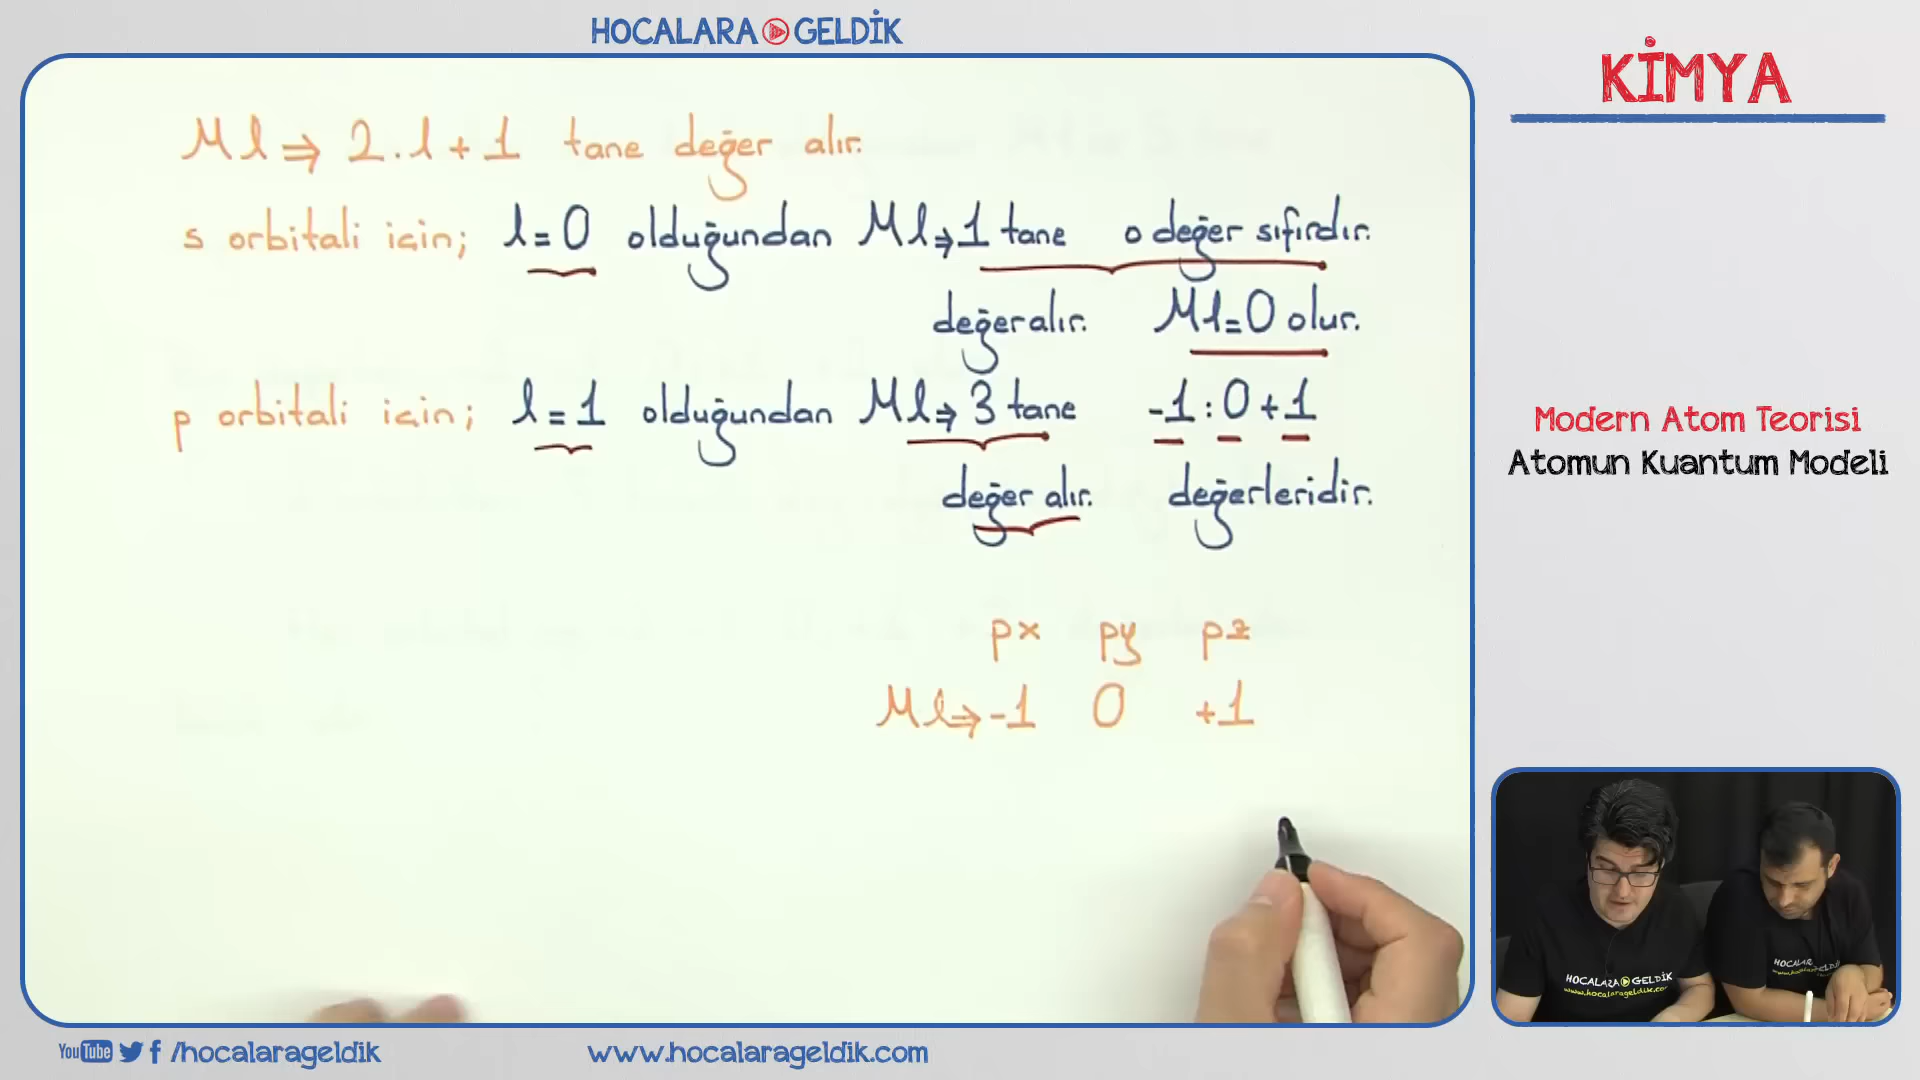 HOCALARA GELDİK
Ml ⇒ 2.l+1 tane değer alır.
s orbitali için; l=0 olduğundan Ml⇒1 tane o değer sıfırdır.
değer alır. Ml=0 olur.
p orbitali için; l=1 olduğundan Ml⇒3 tane -1:0+1
değer alır. değerleridir.
px py pz
Ml⇒-1 0 +1
KİMYA
Modern Atom Teorisi
Atomun Kuantum Modeli
HOCALARA GELDİK
www.hocalarageldik.com
HOCALAR GELDİK
YouTube /hocalarageldik www.hocalarageldik.com